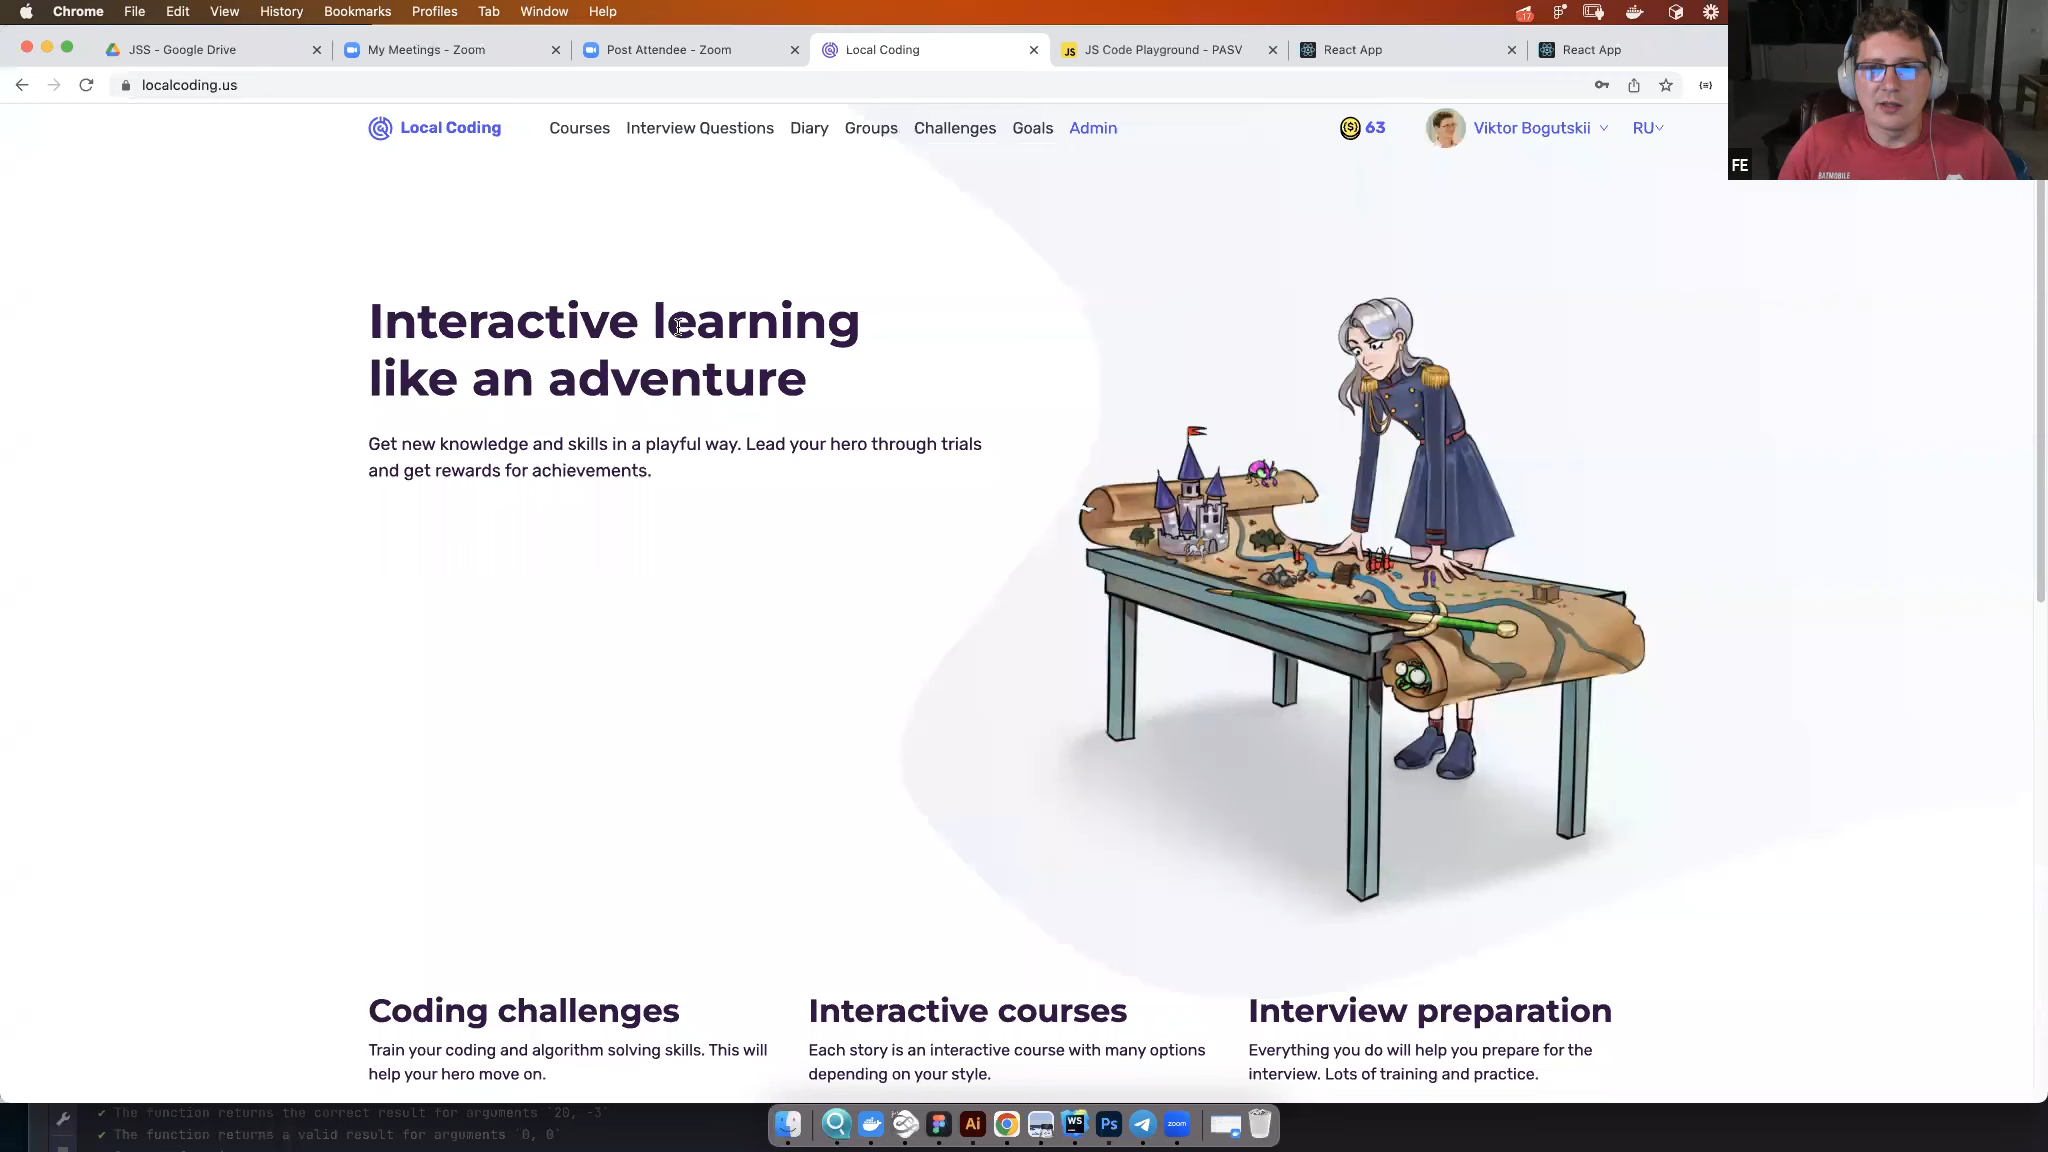 Chrome File Edit View History Bookmarks Profiles Tab Window Help
17
JSS - Google Drive
My Meetings - Zoom
Post Attendee - Zoom
Local Coding
JS
JS Code Playground - PASV
React App
React App
localcoding.us
Local Coding Courses Interview Questions Diary Groups Challenges Goals Admin
63 Viktor Bogutskii RU
BATMOBILE
FE
Interactive learning
like an adventure
Get new knowledge and skills in a playful way. Lead your hero through trials
and get rewards for achievements.
Coding challenges
Train your coding and algorithm solving skills. This will
help your hero move on.
Interactive courses
Each story is an interactive course with many options
depending on your style.
Interview preparation
Everything you do will help you prepare for the
interview. Lots of training and practice.
✔ The function returns the correct result for arguments `20, -3`
✔ The function returns a valid result for arguments `0, 0`
Ai
WS
Ps
zoom